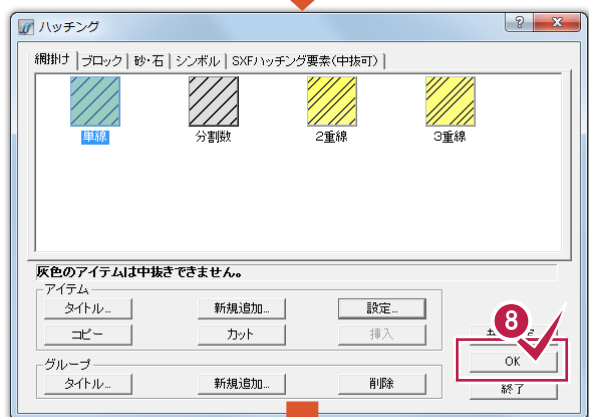 ハッチング
網掛け ブロック 砂・石 シンボル SXFハッチング要素(中抜可)
単線 分割数 2重線 3重線
灰色のアイテムは中抜きできません。
アイテム
タイトル... 新規追加... 設定...
コピー カット 挿入
8
OK
グループ
タイトル... 新規追加... 削除
終了